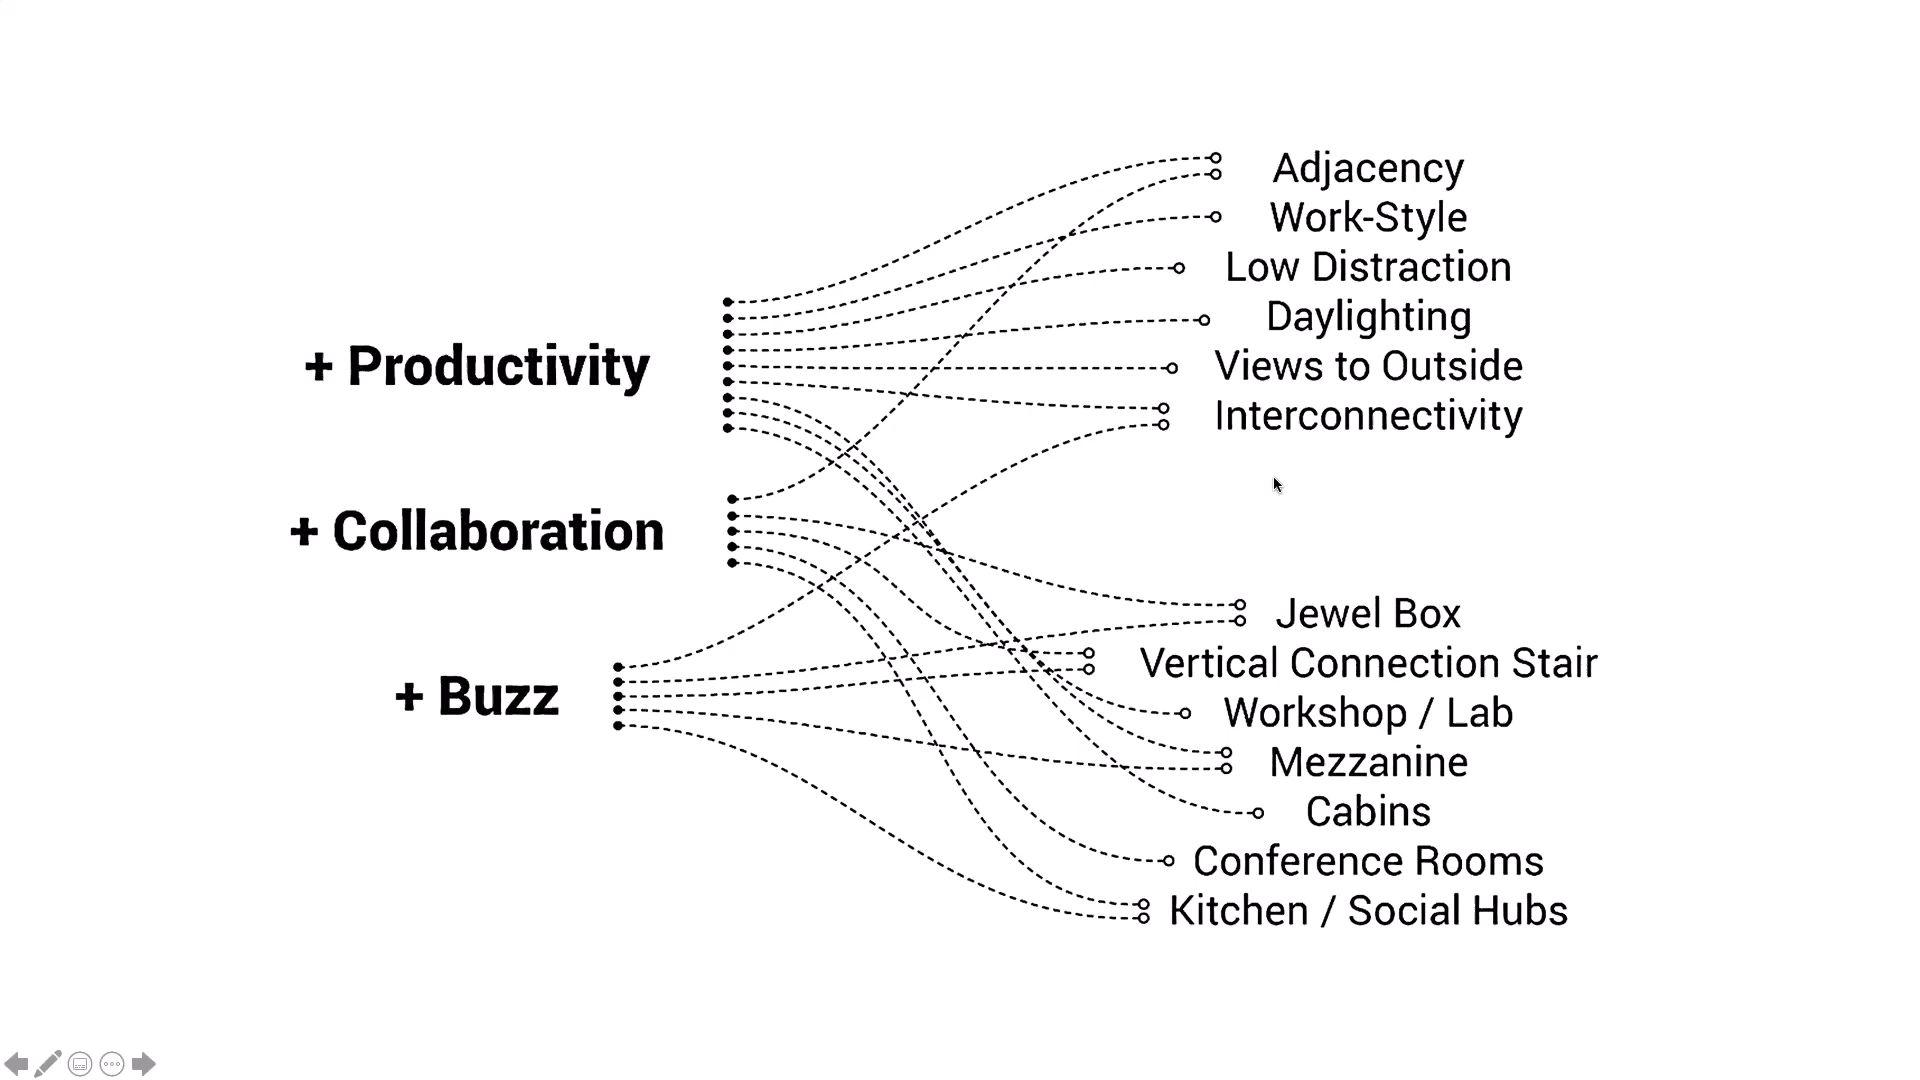 + Productivity
+ Collaboration
+ Buzz
Adjacency
Work-Style
Low Distraction
Daylighting
Views to Outside
Interconnectivity
Jewel Box
Vertical Connection Stair
Workshop / Lab
Mezzanine
Cabins
Conference Rooms
Kitchen / Social Hubs